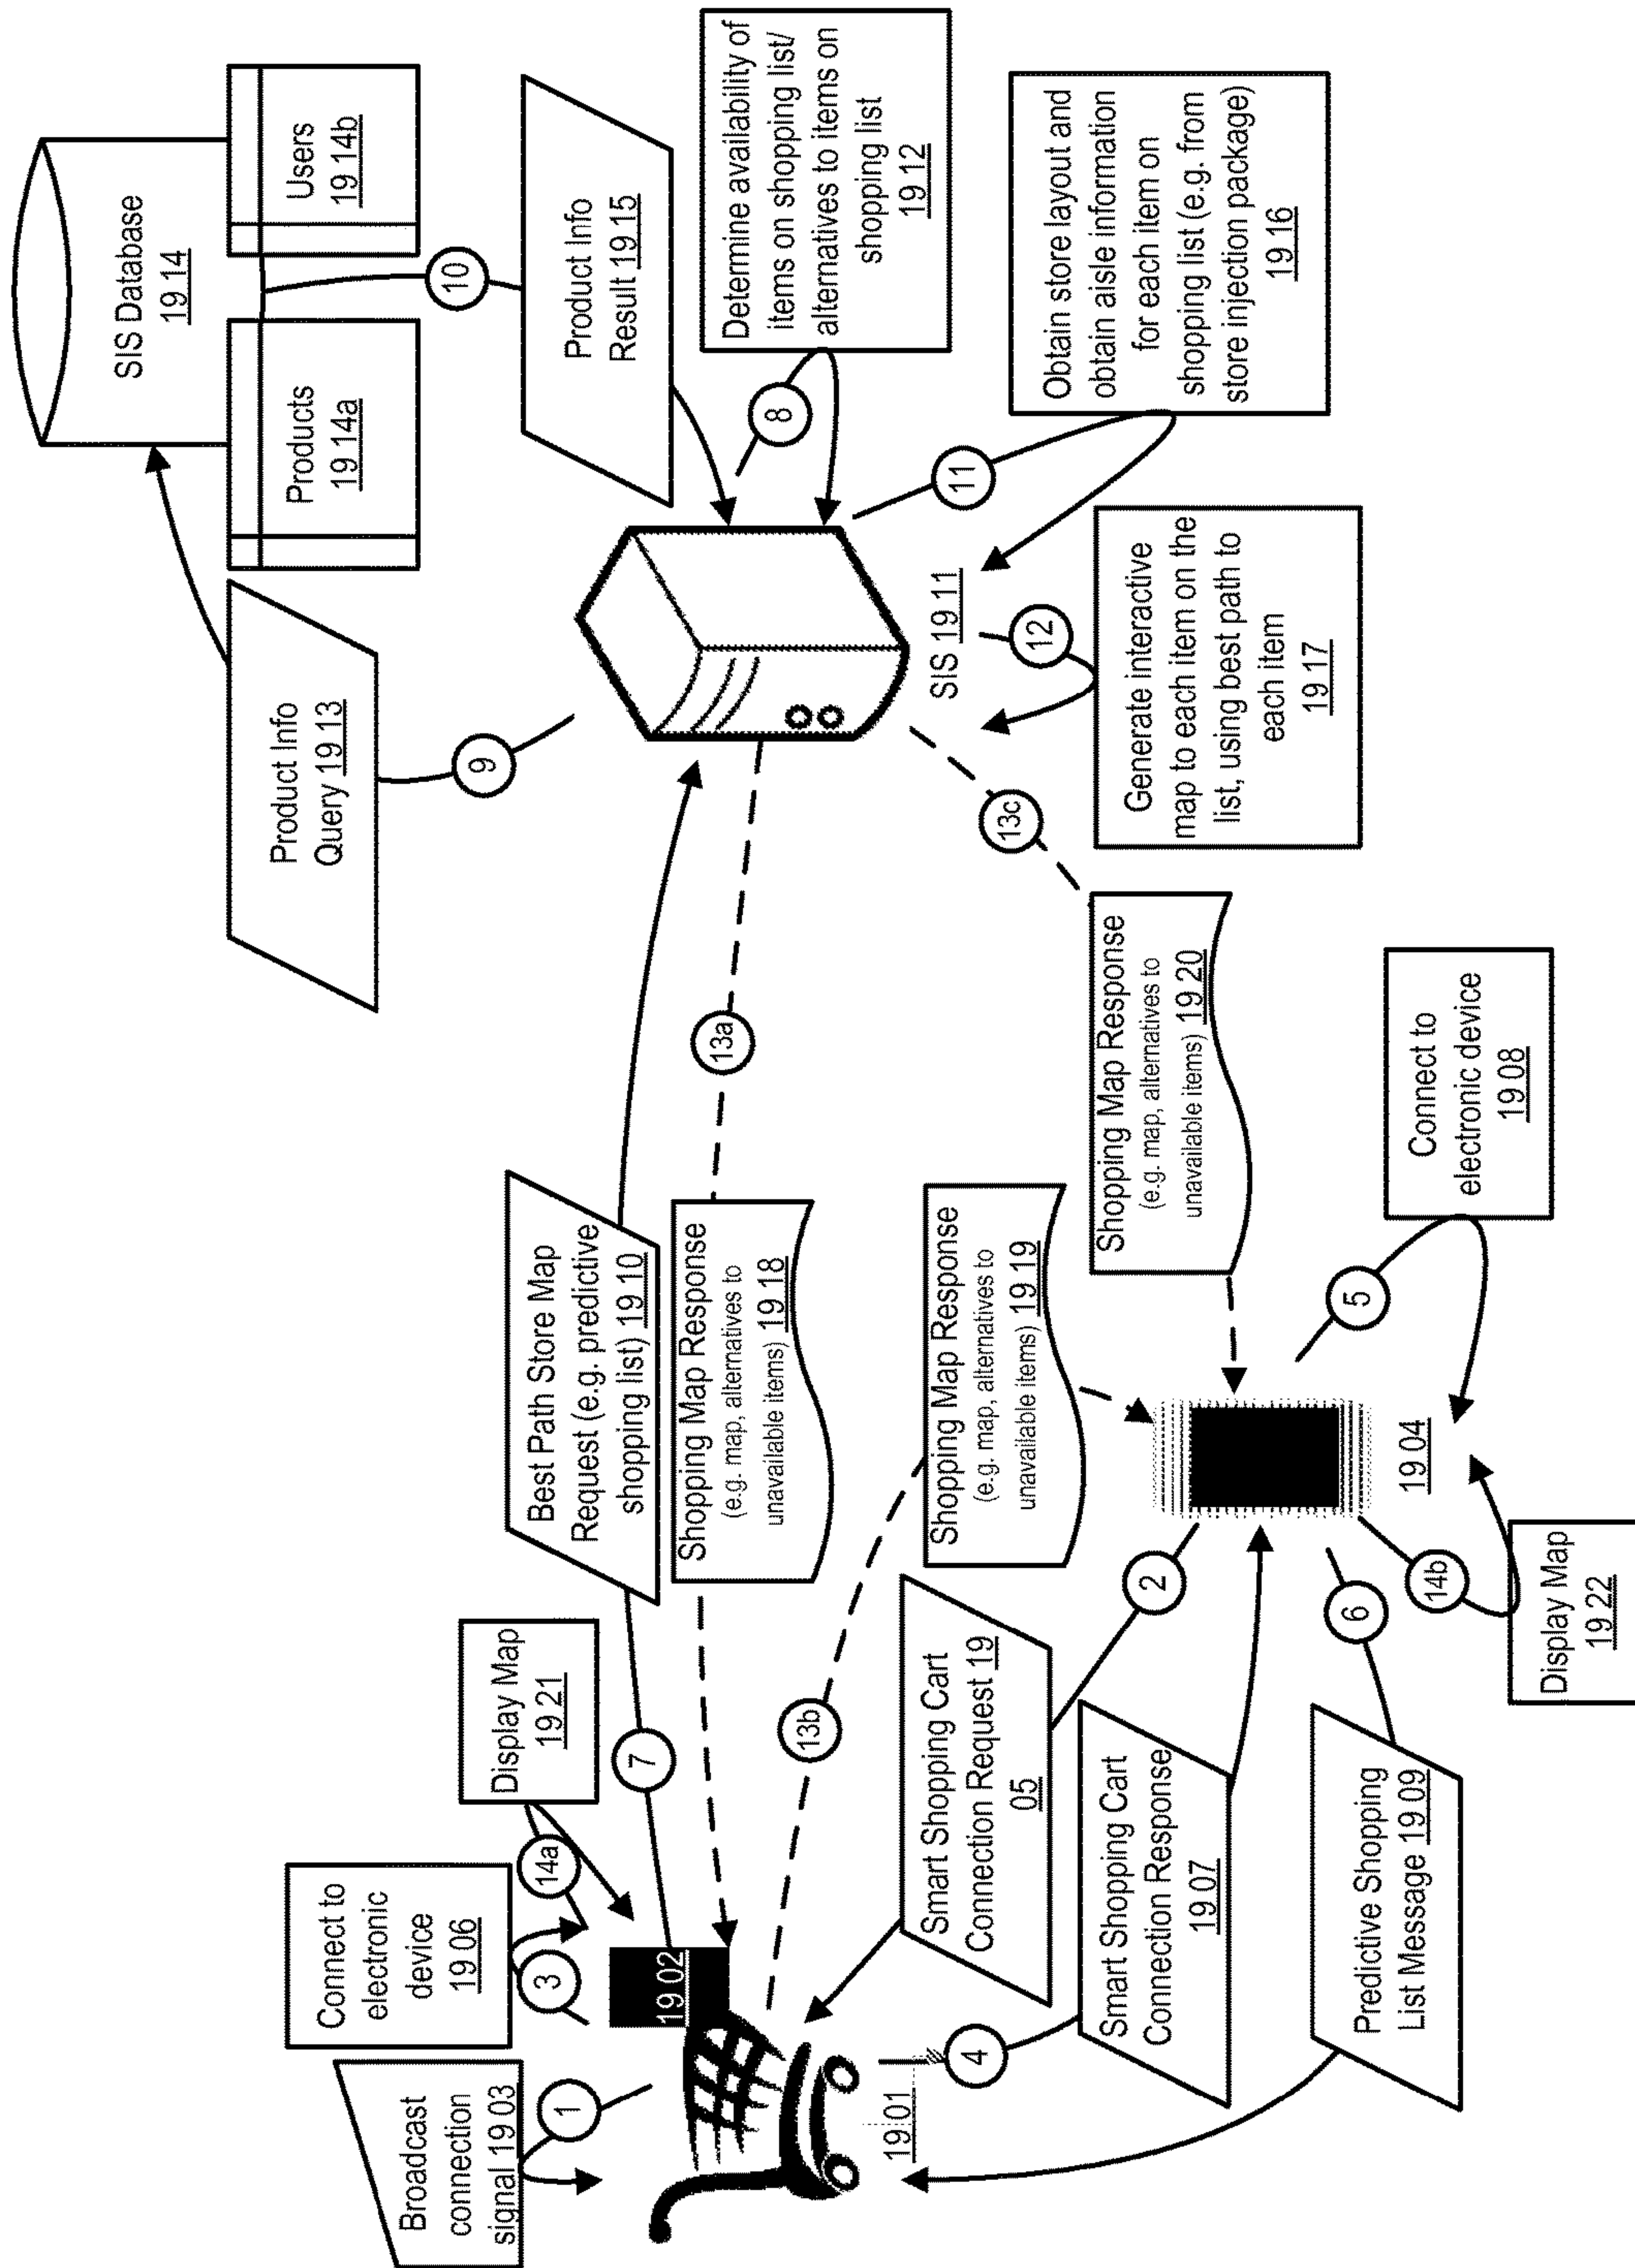 Broadcast
connection
signal 19 03
1
Connect to
electronic
device
19 06
3
14a
Display Map
19 21
7
19 02
19 01
4
Best Path Store Map
Request (e.g. predictive
shopping list) 19 10
Shopping Map Response
(e.g. map, alternatives to
unavailable items) 19 18
13a
13b
Shopping Map Response
(e.g. map, alternatives to
unavailable items) 19 19
Shopping Map Response
(e.g. map, alternatives to
unavailable items) 19 20
13c
Smart Shopping Cart
Connection Request 19
05
2
Smart Shopping Cart
Connection Response
19 07
Predictive Shopping
List Message 19 09
6
14b
Display Map
19 22
19 04
5
Connect to
electronic device
19 08
Product Info
Query 19 13
9
SIS Database
19 14
Products
19 14a
Users
19 14b
10
Product Info
Result 19 15
8
Determine availability of
items on shopping list/
alternatives to items on
shopping list
19 12
SIS 19 11
11
Obtain store layout and
obtain aisle information
for each item on
shopping list (e.g. from
store injection package)
19 16
12
Generate interactive
map to each item on the
list, using best path to
each item
19 17